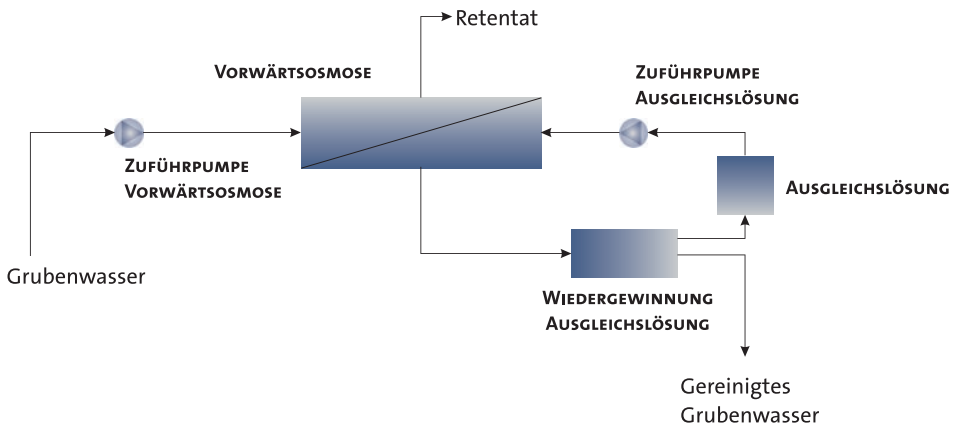 Retentat
Vorwärtsosmose
Zuführpumpe
Ausgleichslösung
Zuführpumpe
Vorwärtsosmose
Ausgleichslösung
Grubenwasser
Wiedergewinnung
Ausgleichslösung
Gereinigtes
Grubenwasser